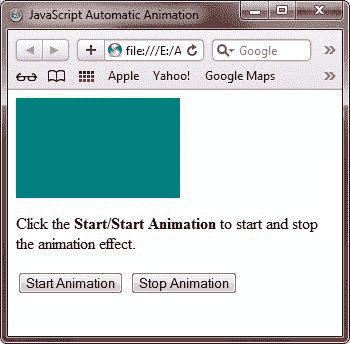 JavaScript Automatic Animation
file:///E:/A
Google
Apple Yahoo! Google Maps
Click the Start/Start Animation to start and stop
the animation effect.
Start Animation Stop Animation